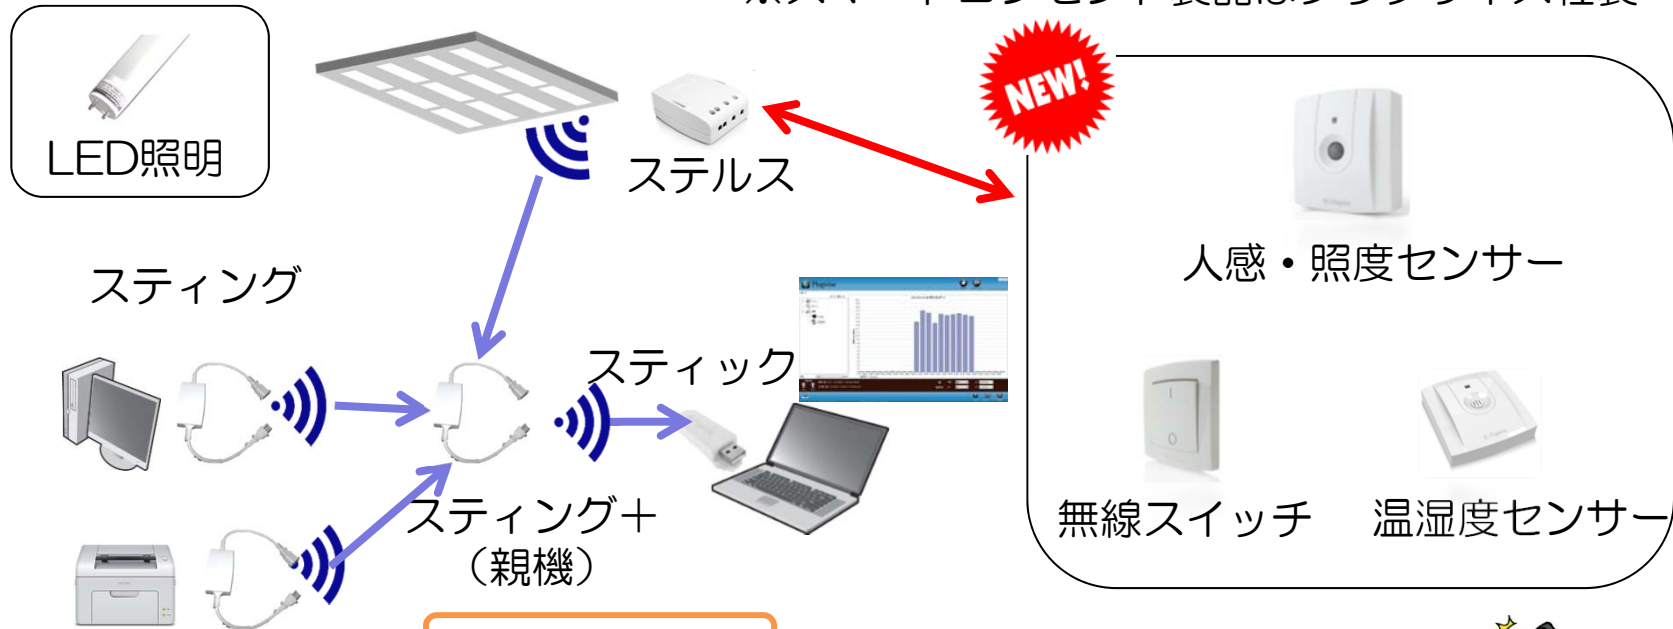 LED照明
ステルス
NEW!
人感・照度センサー
スティング
スティック
Plugwise
無線スイッチ
温湿度センサー
スティング＋
（親機）